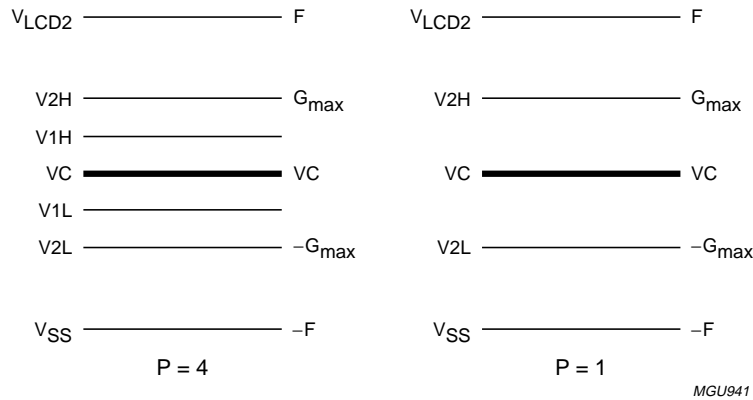 VLCD2 F VLCD2 F
V2H Gmax V2H Gmax
V1H
VC VC VC VC
V1L
V2L −Gmax V2L −Gmax
VSS −F VSS −F
P = 4 P = 1
MGU941